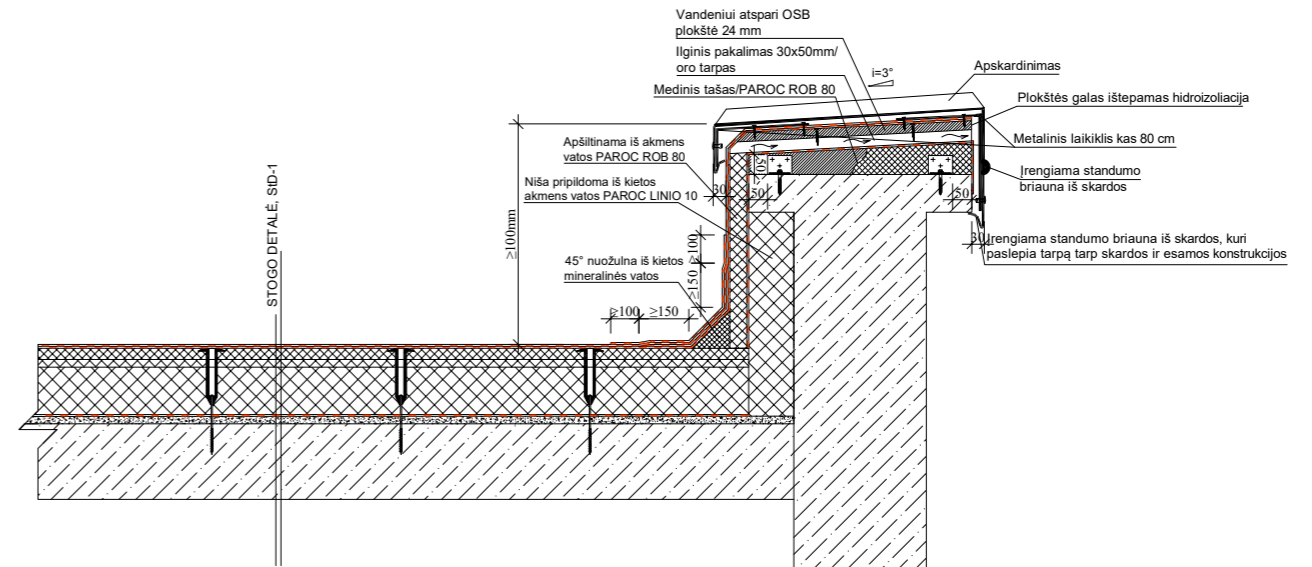 Vandeniui atspari OSB
plokštė 24 mm
Ilginis pakalimas 30x50mm/
oro tarpas
Medinis tašas/PAROC ROB 80
i=3°
Apskardinimas
Plokštės galas ištepamas hidroizoliacija
Metalinis laikiklis kas 80 cm
Įrengiama standumo
briauna iš skardos
Įrengiama standumo briauna iš skardos, kuri
paslepia tarpą tarp skardos ir esamos konstrukcijos
Apšiltinama iš akmens
vatos PAROC ROB 80
Niša pripildoma iš kietos
akmens vatos PAROC LINIO 10
45° nuožulna iš kietos
mineralinės vatos
≥100mm
≥100
≥150
≥100
≥150
30
50
≥50
50
30
STOGO DETALĖ, StD-1